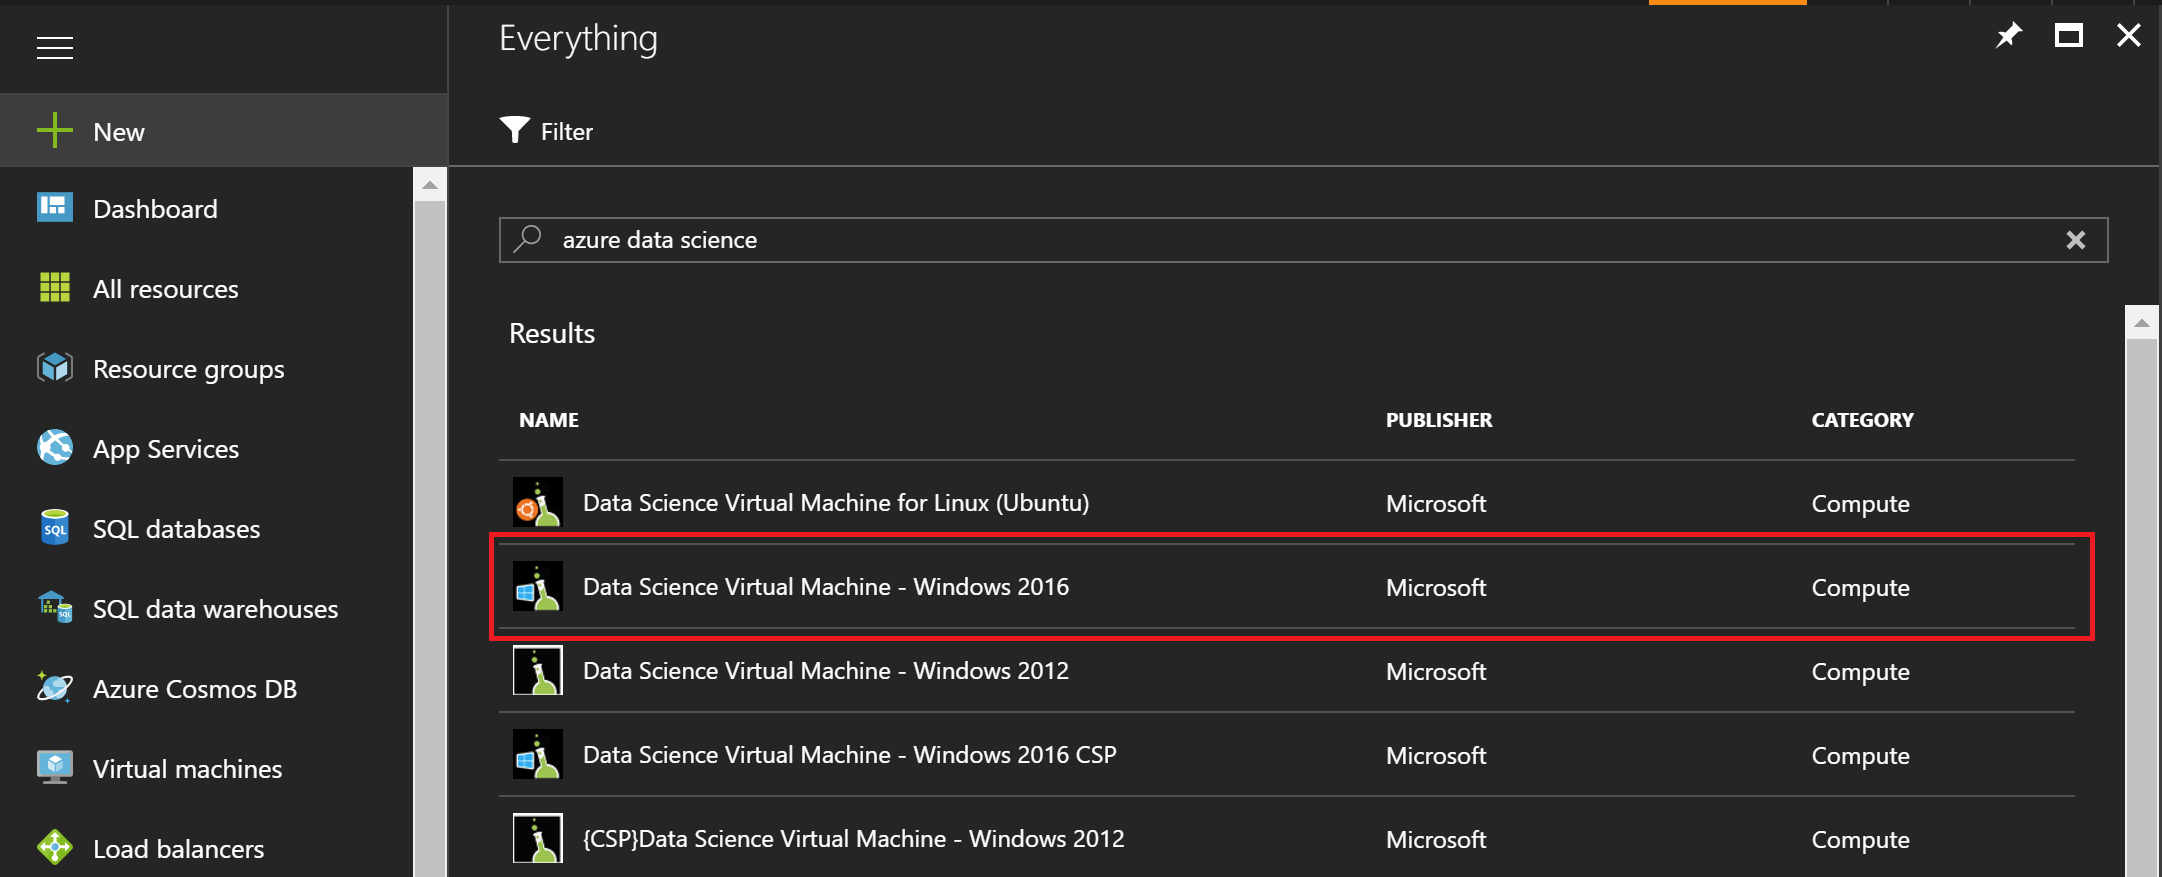 Everything
New
Filter
Dashboard
azure data science
All resources
Results
Resource groups
NAME PUBLISHER CATEGORY
App Services
Data Science Virtual Machine for Linux (Ubuntu) Microsoft Compute
SQL databases
SQL
Data Science Virtual Machine - Windows 2016 Microsoft Compute
SQL data warehouses
SQL
Data Science Virtual Machine - Windows 2012 Microsoft Compute
Azure Cosmos DB
Data Science Virtual Machine - Windows 2016 CSP Microsoft Compute
Virtual machines
{CSP}Data Science Virtual Machine - Windows 2012 Microsoft Compute
Load balancers